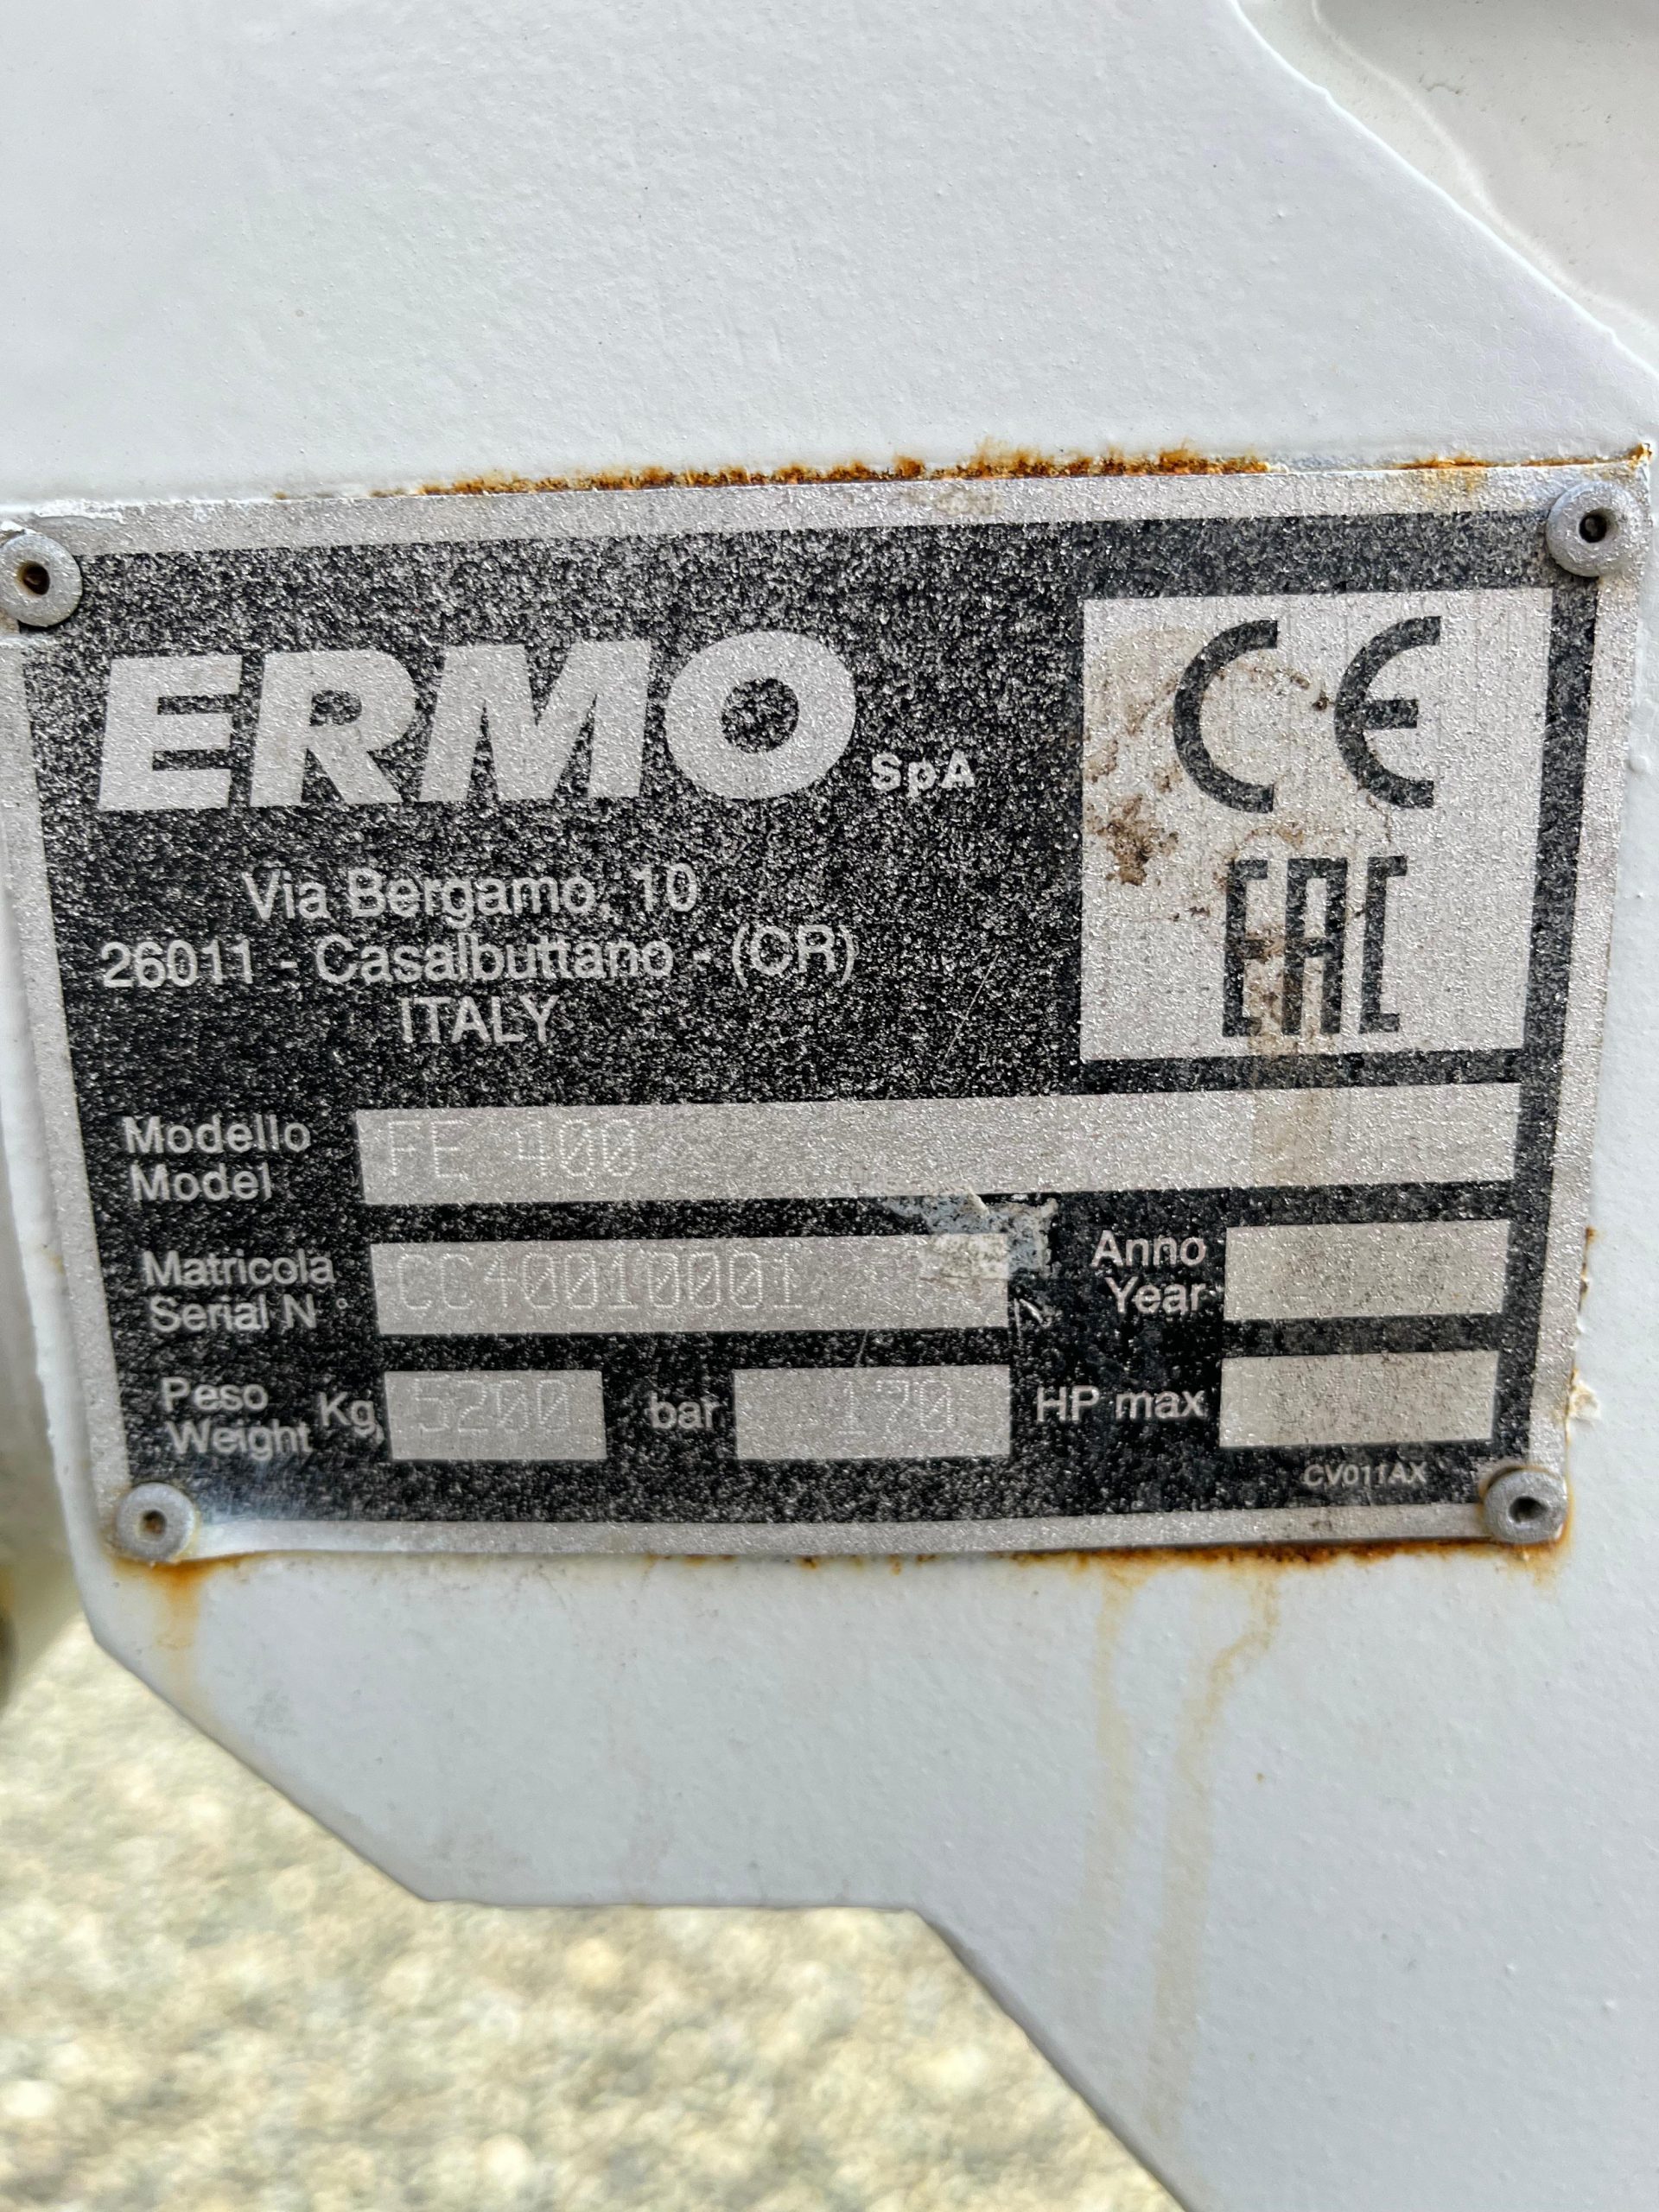 ERMO SpA
CE
EAC
Via Bergamo, 10
26011 - Casalbuttano - (CR)
ITALY
Modello
Model
FE 400
Matricola
Serial N°
CC40010001
Anno
Year
Peso
Weight
Kg
5200
bar
170
HP max
CV011AX